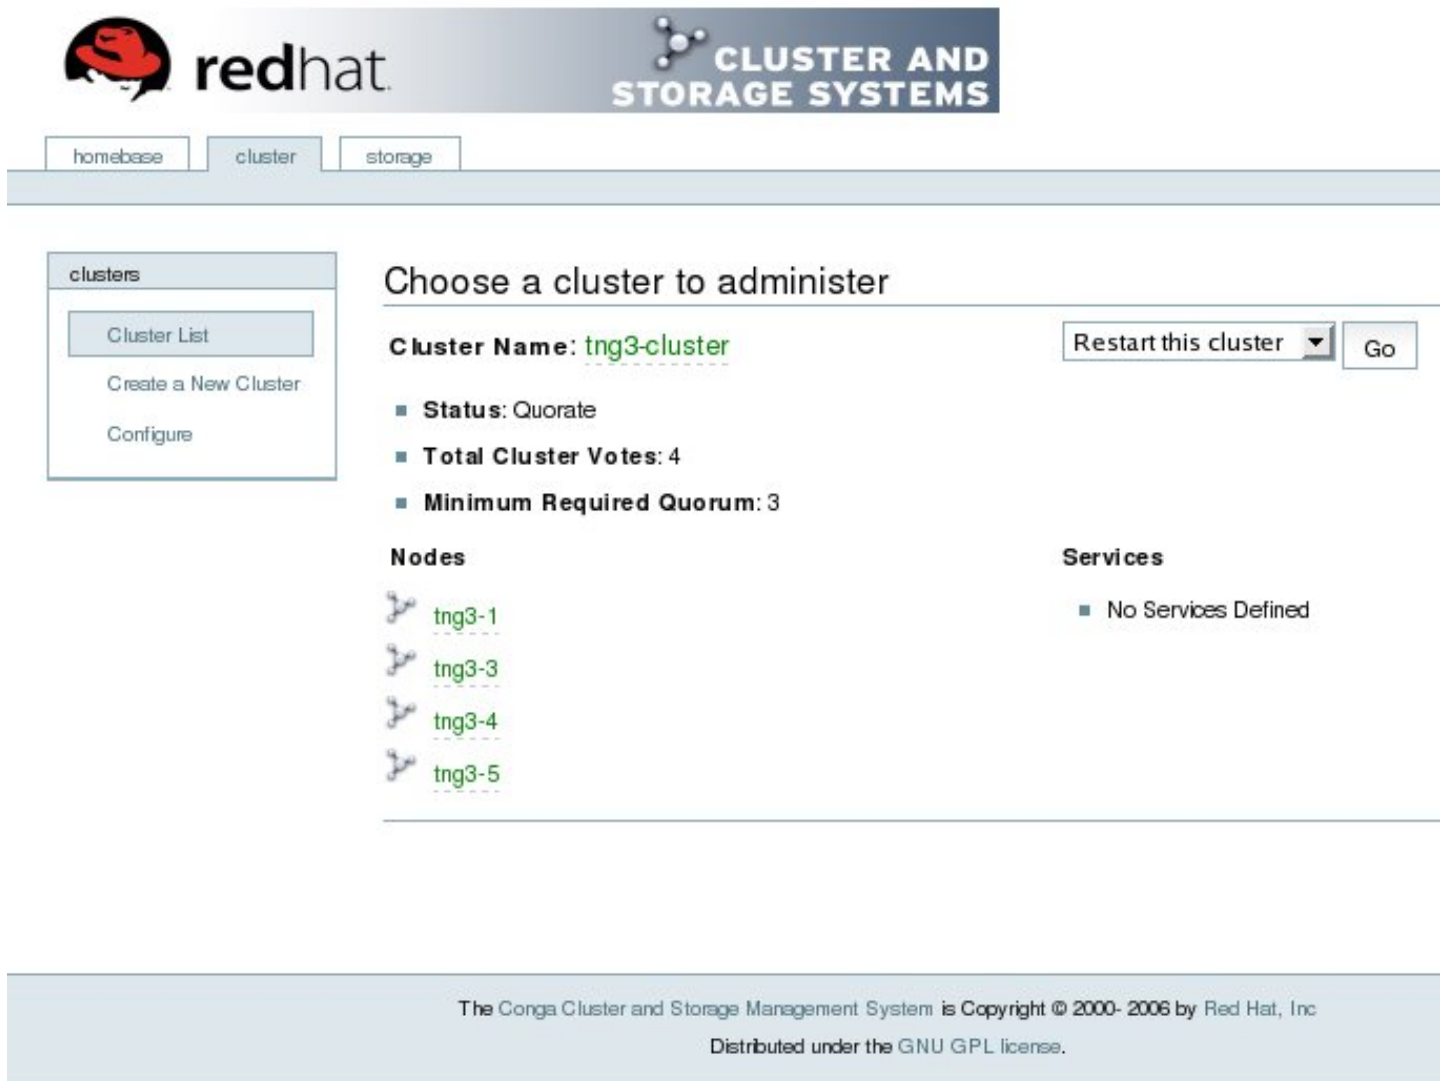 redhat.
CLUSTER AND
STORAGE SYSTEMS
homebase
cluster
storage
clusters
Cluster List
Create a New Cluster
Configure
Choose a cluster to administer
Cluster Name: tng3-cluster
Restart this cluster
Go
Status: Quorate
Total Cluster Votes: 4
Minimum Required Quorum: 3
Nodes
tng3-1
tng3-3
tng3-4
tng3-5
Services
No Services Defined
The Conga Cluster and Storage Management System is Copyright © 2000- 2006 by Red Hat, Inc
Distributed under the GNU GPL license.